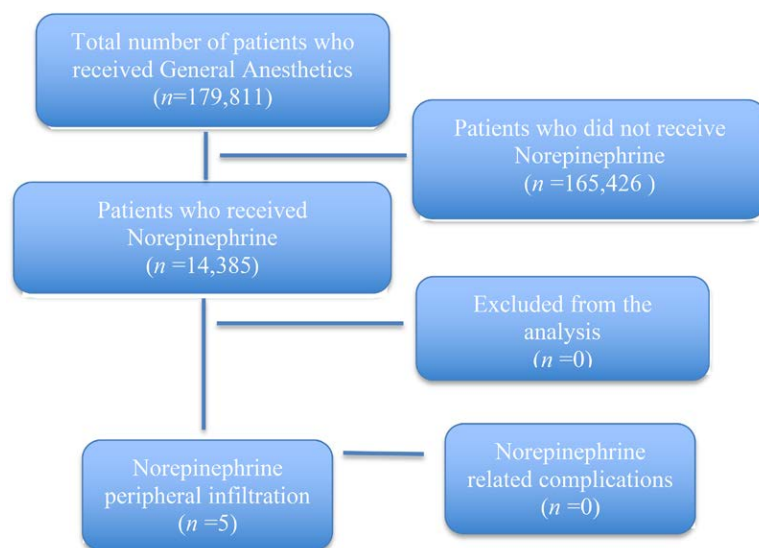 Total number of patients who
received General Anesthetics
(n=179,811)
Patients who did not receive
Norepinephrine
(n =165,426 )
Patients who received
Norepinephrine
(n =14,385)
Excluded from the
analysis
(n =0)
Norepinephrine
peripheral infiltration
(n =5)
Norepinephrine
related complications
(n =0)